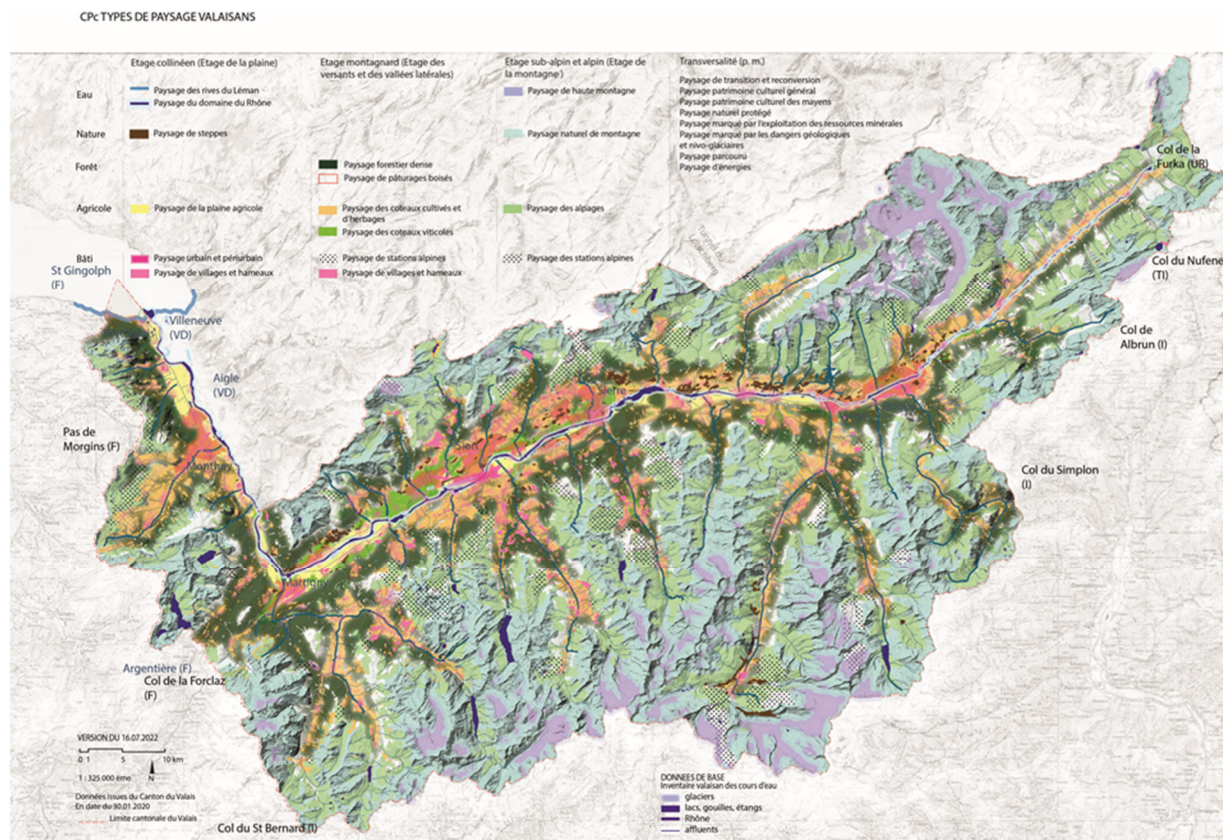 CPc TYPES DE PAYSAGE VALAISANS
Etage collinéen (Etage de la plaine)
Etage montagnard (Etage des
versants et des vallées latérales)
Etage sub-alpin et alpin (Etage de
la montagne)
Transversalité (p. m.)
Eau
Paysage des rives du Léman
Paysage du domaine du Rhône
Paysage de haute montagne
Paysage de transition et reconversion
Paysage patrimoine culturel général
Paysage patrimoine culturel des mayens
Paysage naturel protégé
Paysage marqué par l'exploitation des ressources minérales
Paysage marqué par les dangers géologiques
et nivo-glaciaires
Paysage parcouru
Paysage d'énergies
Nature
Paysage de steppes
Paysage naturel de montagne
Forêt
Paysage forestier dense
Paysage de pâturages boisés
Agricole
Paysage de la plaine agricole
Paysage des coteaux cultivés et
d'herbages
Paysage des coteaux viticoles
Paysage des alpages
Bâti
Paysage urbain et périurbain
Paysage de villages et hameaux
Paysage de stations alpines
Paysage de villages et hameaux
Paysage des stations alpines
Col de la
Furka (UR)
Col du Nufene
(TI)
Col de
Albrun (I)
Col du Simplon
(I)
St Gingolph
(F)
Villeneuve
(VD)
Aigle
(VD)
Pas de
Morgins (F)
Monthey
Sion
Martigny
Argentière (F)
Col de la Forclaz
(F)
Col du St Bernard (I)
VERSION DU 16.07.2022
0 1 5 10 km
1 : 325 000 ème
N
Données issues du Canton du Valais
En date du 30.01 2020
Limite cantonale du Valais
DONNEES DE BASE
Inventaire valaisan des cours d'eau
glaciers
lacs, gouilles, étangs
Rhône
affluents